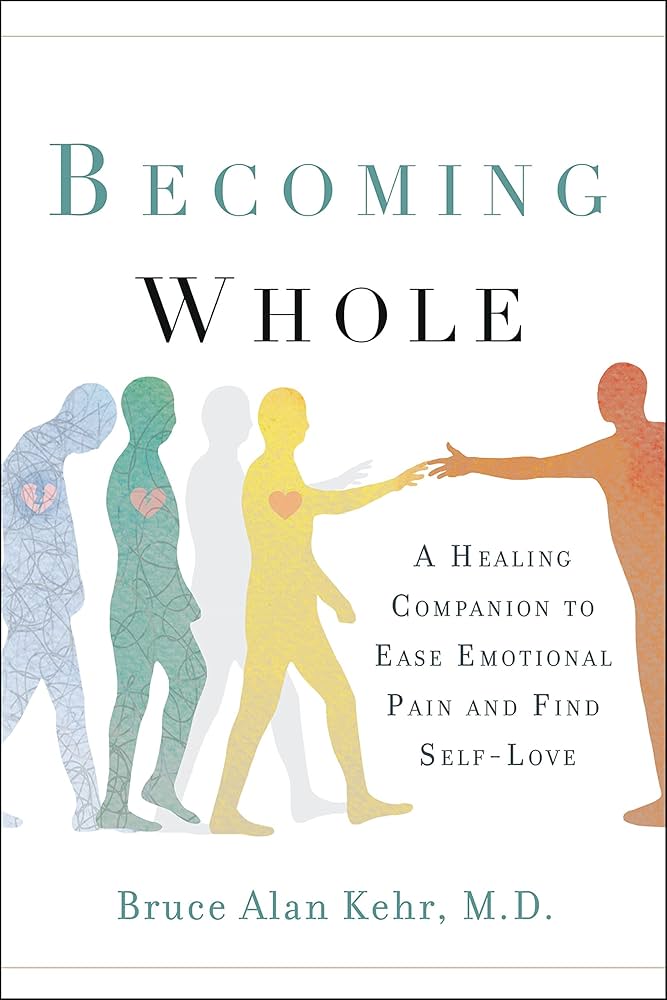 Becoming
Whole
A Healing
Companion to
Ease Emotional
Pain and Find
Self-Love
Bruce Alan Kehr, M.D.